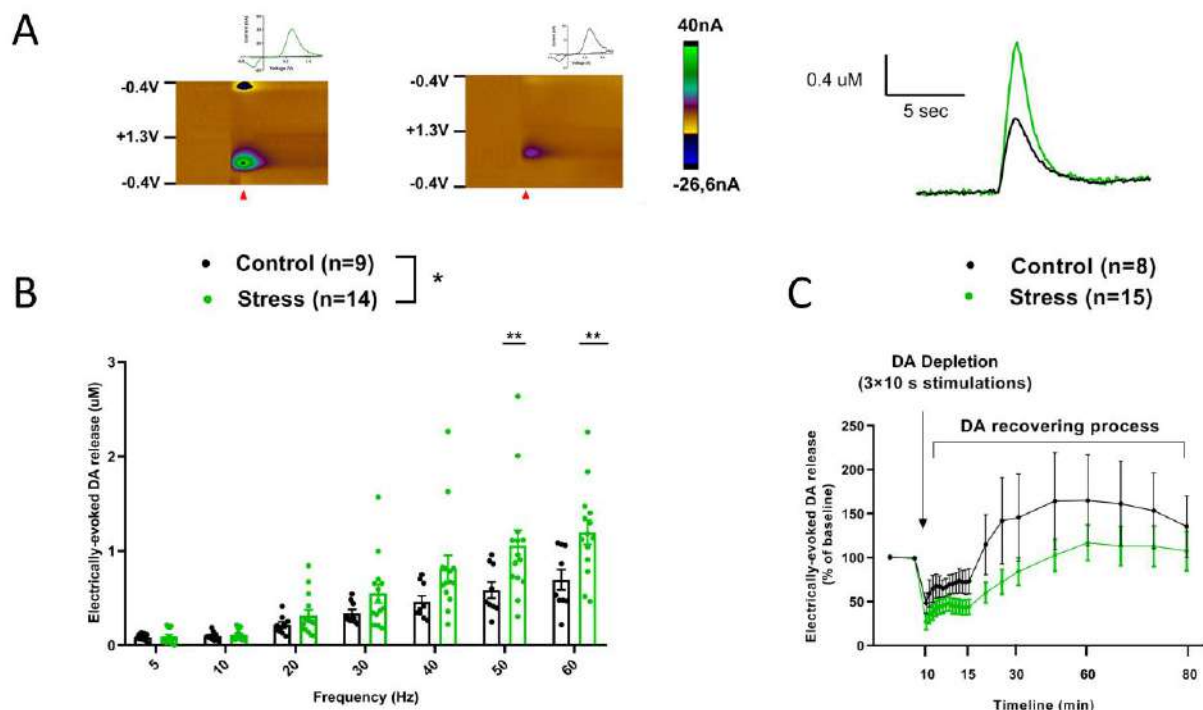 A
-0.4V
+1.3V
-0.4V
-0.4V
+1.3V
-0.4V
40nA
-26,6nA
0.4 uM
5 sec
Control (n=9)
Stress (n=14)
*
B
**
**
3
2
1
0
Electrically-evoked DA release (uM)
5 10 20 30 40 50 60
Frequency (Hz)
Control (n=8)
Stress (n=15)
C
DA Depletion
(3×10 s stimulations)
DA recovering process
250
200
150
100
50
0
Electrically-evoked DA release
(% of baseline)
10 15 30 60 80
Timeline (min)